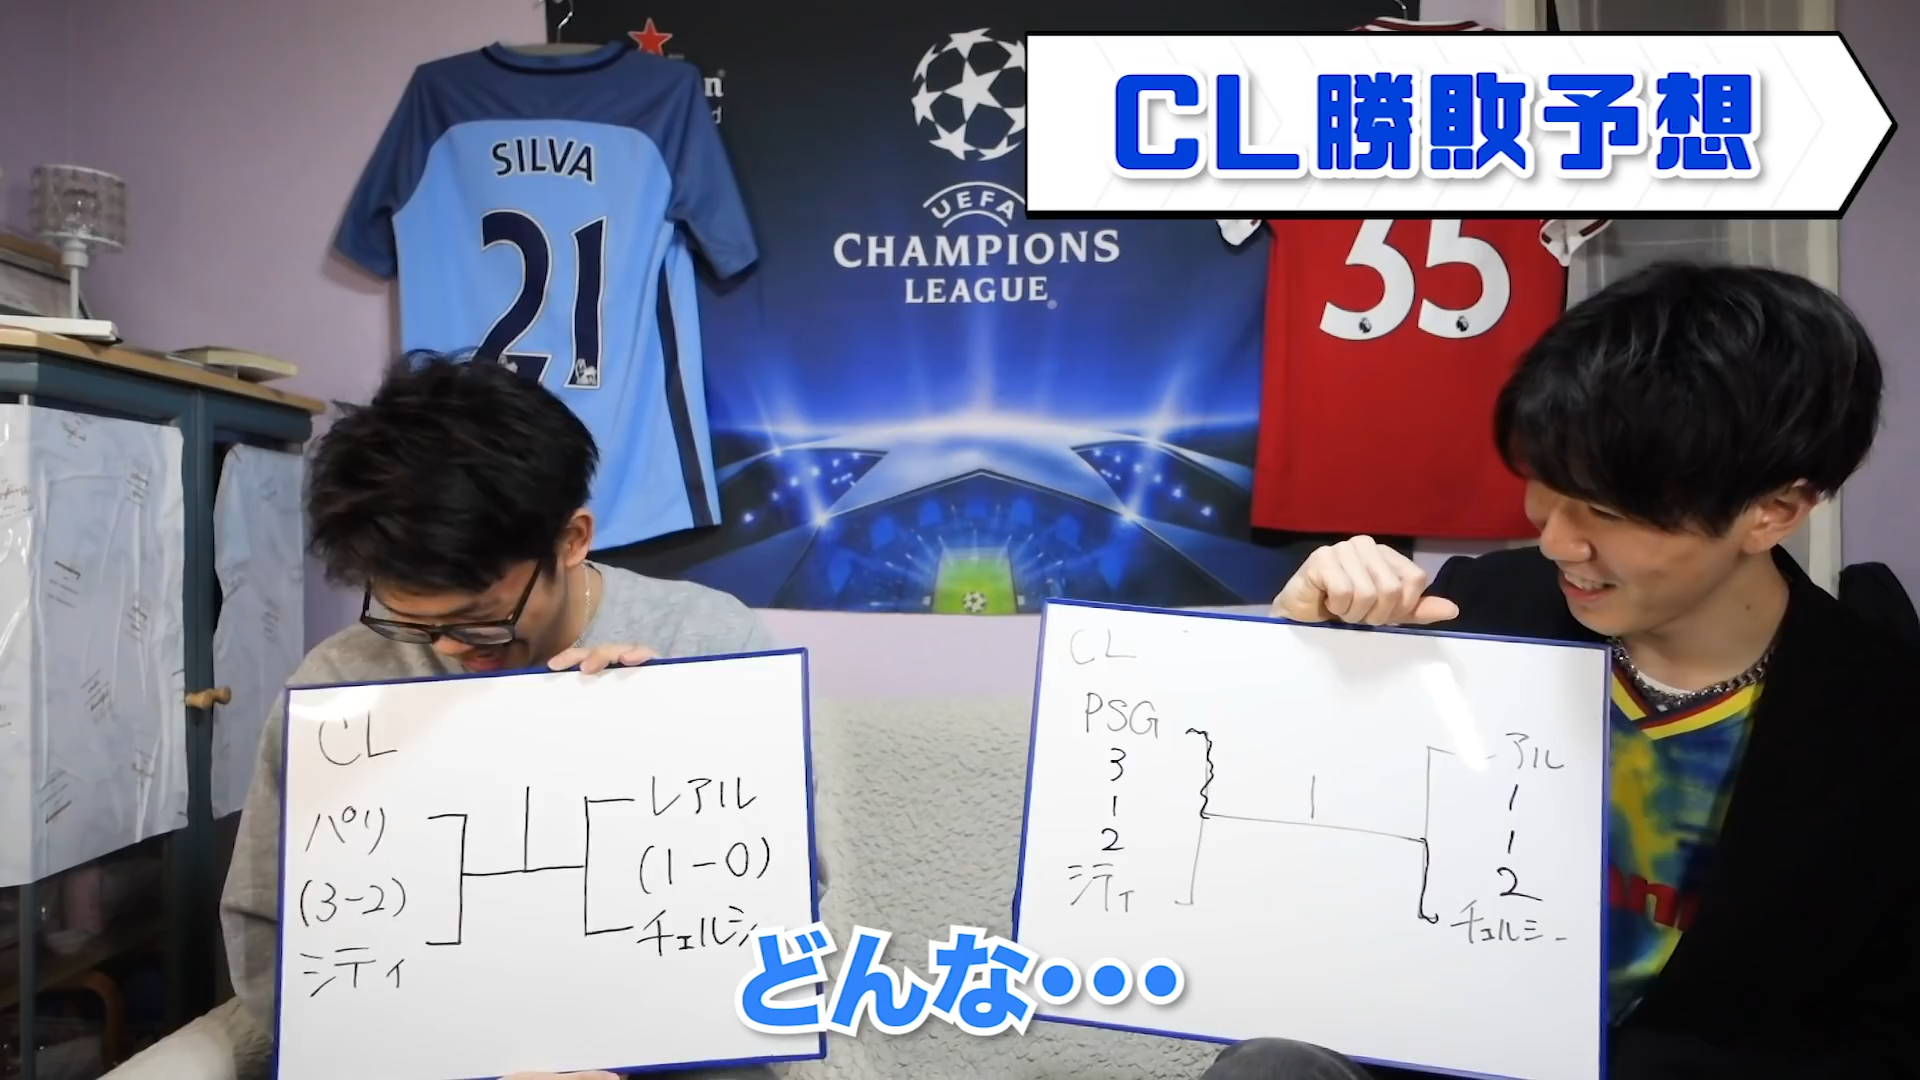 CL勝敗予想
SILVA
21
UEFA
CHAMPIONS
LEAGUE
35
CL
パリ
(3-2)
シティ
レアル
(1-0)
チェルシ
CL
PSG
3
1
2
シティ
アル
1
1
2
チェルシー
どんな…